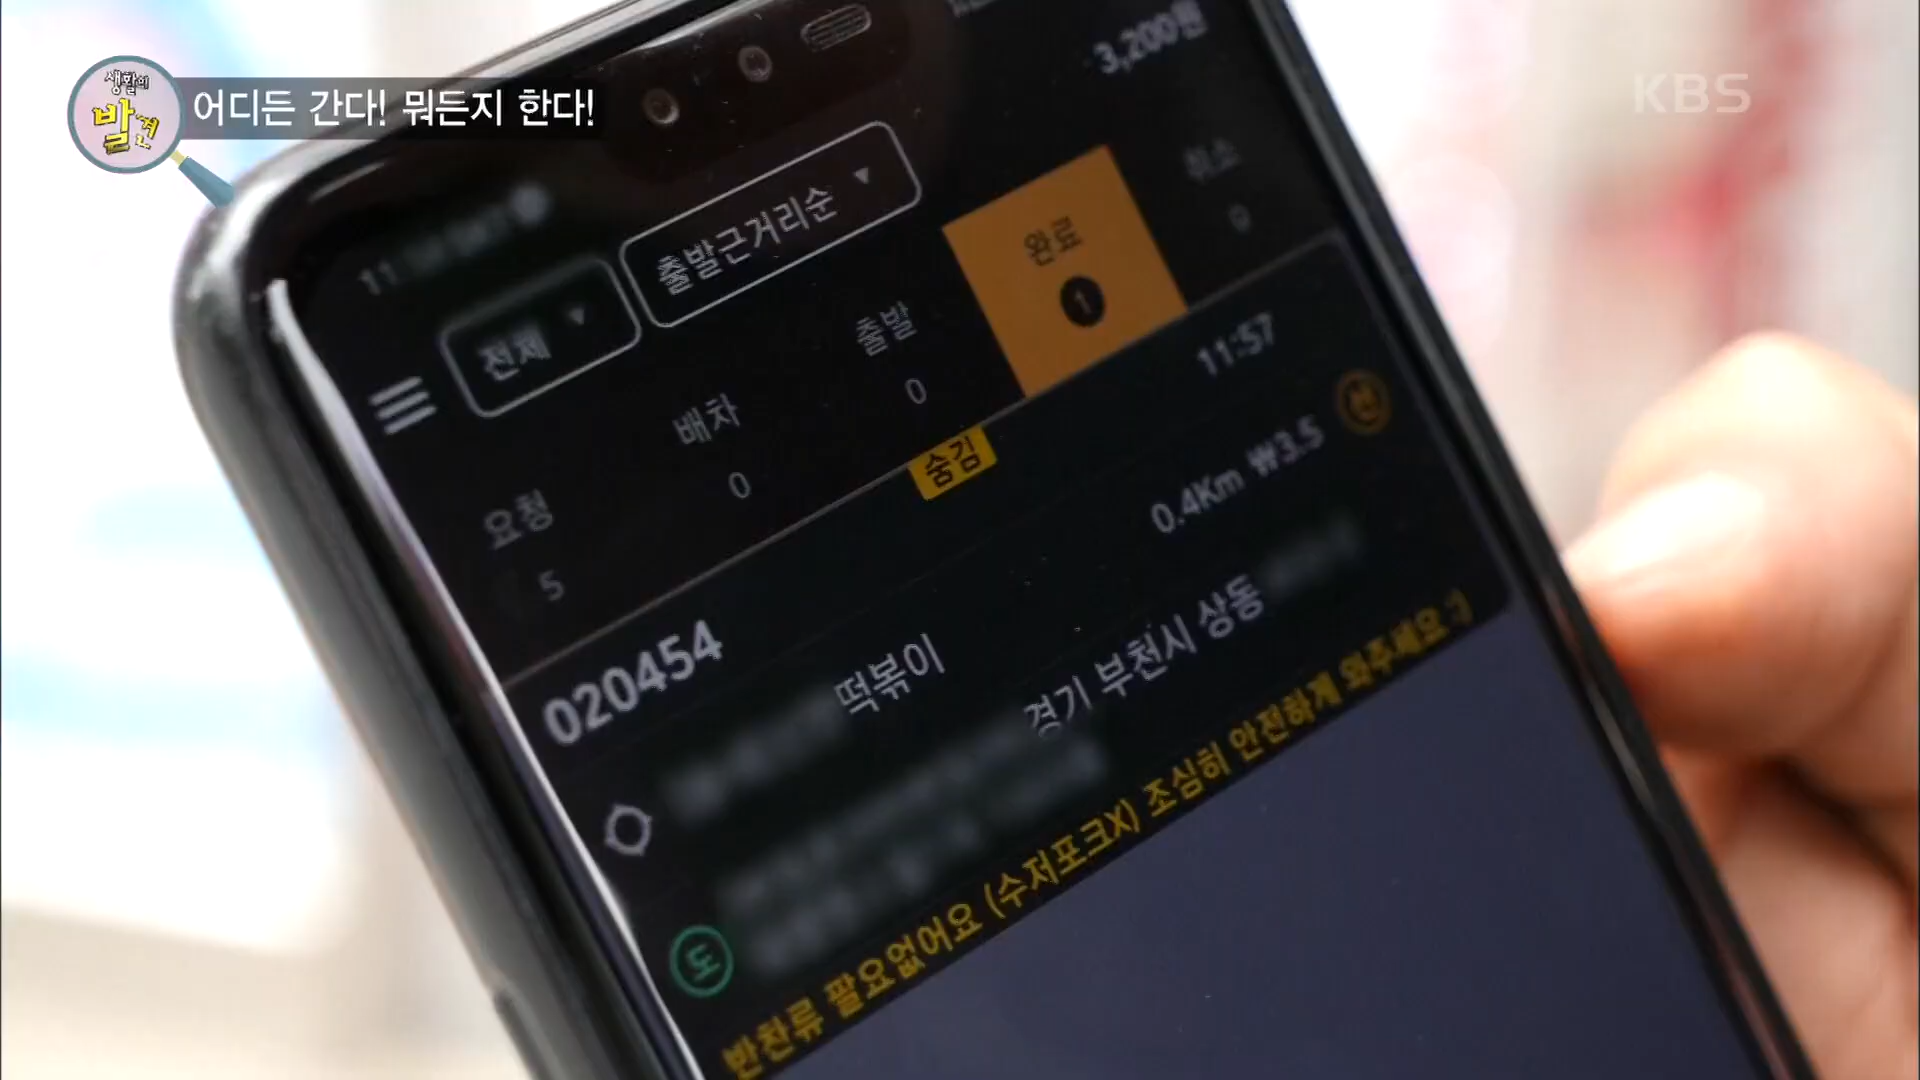 생활의
발견
어디든 간다! 뭐든지 한다!
KBS
3,200원
전체 ▼
출발근거리순 ▼
요청
5
배차
0
출발
0
완료
1
취소
0
숨김
11:57
020454
0.4Km ₩3.5
떡볶이
경기 부천시 상동
도
반찬류 팔요없어요 (수저포크X) 조심히 안전하게 와주세요 :)